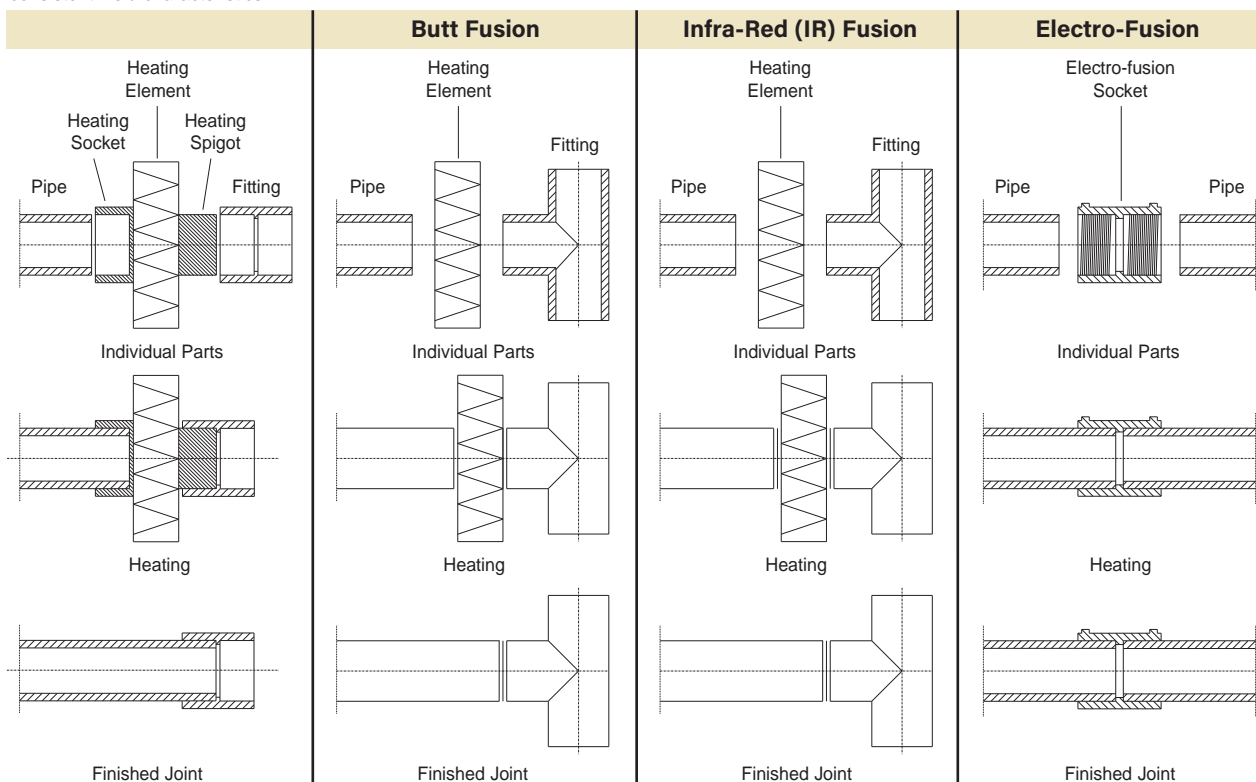 Butt Fusion
Infra-Red (IR) Fusion
Electro-Fusion
Heating
Element
Heating
Socket
Heating
Spigot
Pipe
Fitting
Individual Parts
Heating
Finished Joint
Heating
Element
Fitting
Pipe
Individual Parts
Heating
Finished Joint
Heating
Element
Fitting
Pipe
Individual Parts
Heating
Finished Joint
Electro-fusion
Socket
Pipe
Pipe
Individual Parts
Heating
Finished Joint